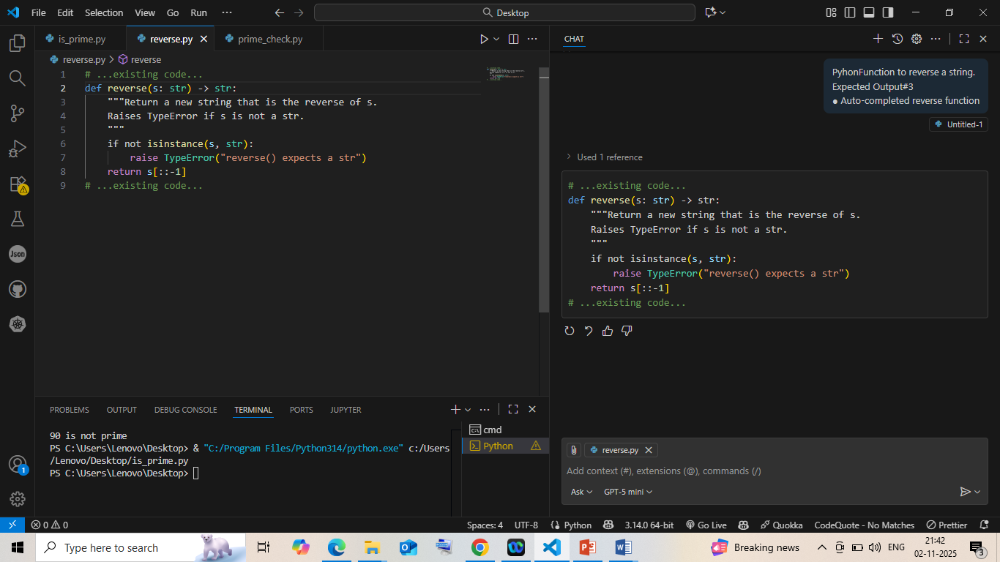 File Edit Selection View Go Run ···
Desktop
is_prime.py reverse.py prime_check.py
reverse.py > reverse
1 # ...existing code...
2 def reverse(s: str) -> str:
3 """Return a new string that is the reverse of s.
4 Raises TypeError if s is not a str.
5 """
6 if not isinstance(s, str):
7 raise TypeError("reverse() expects a str")
8 return s[::-1]
9 # ...existing code...
PROBLEMS OUTPUT DEBUG CONSOLE TERMINAL PORTS JUPYTER
90 is not prime
PS C:\Users\Lenovo\Desktop> & "C:/Program Files/Python314/python.exe" c:/Users
/Lenovo/Desktop/is_prime.py
PS C:\Users\Lenovo\Desktop>
cmd
Python
CHAT
PyhonFunction to reverse a string.
Expected Output#3
● Auto-completed reverse function
Untitled-1
Used 1 reference
# ...existing code...
def reverse(s: str) -> str:
"""Return a new string that is the reverse of s.
Raises TypeError if s is not a str.
"""
if not isinstance(s, str):
raise TypeError("reverse() expects a str")
return s[::-1]
# ...existing code...
reverse.py
Add context (#), extensions (@), commands (/)
Ask GPT-5 mini
Json
1
0 0 Spaces: 4 UTF-8 Python 3.14.0 64-bit Go Live Quokka CodeQuote - No Matches Prettier
Type here to search
Breaking news ENG 21:42
02-11-2025 3